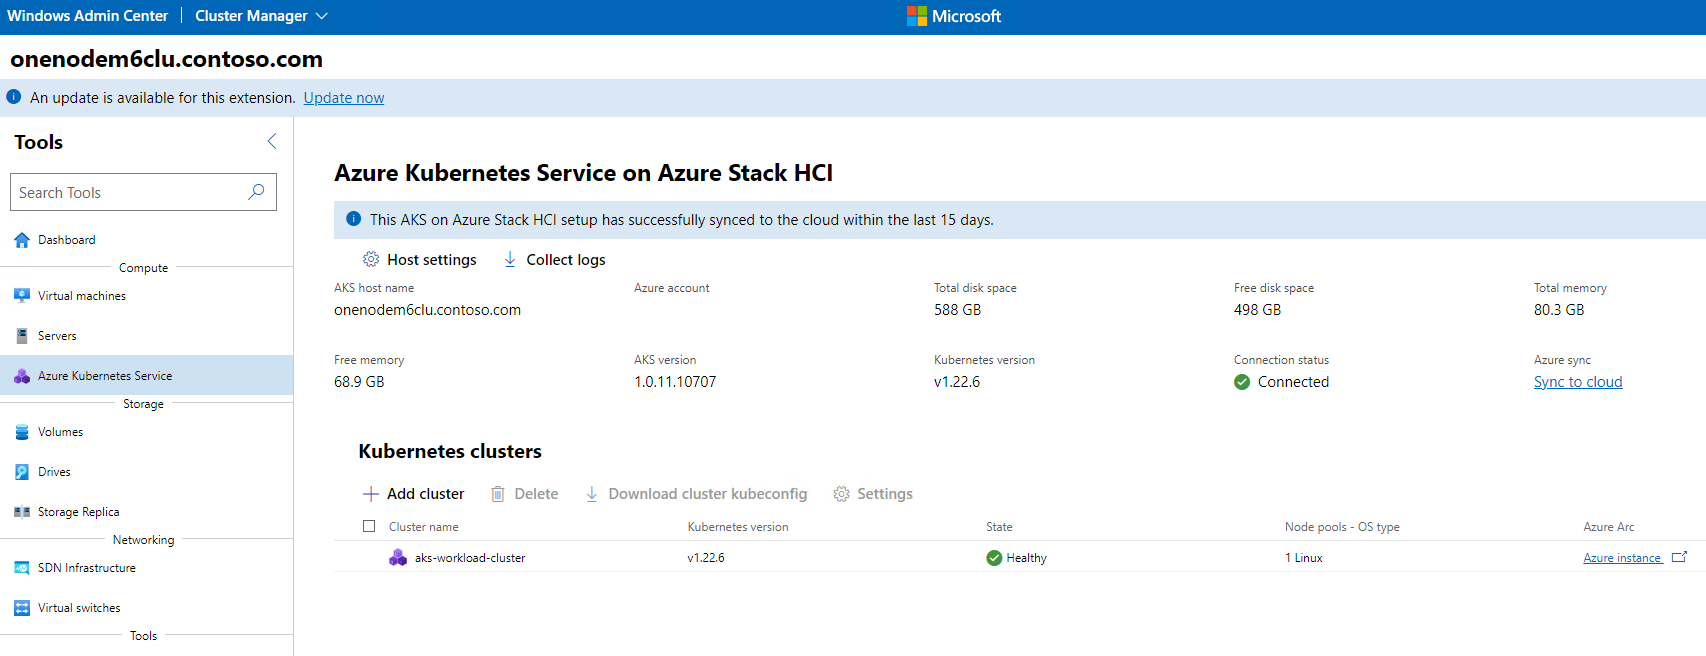 Windows Admin Center | Cluster Manager
Microsoft
onenodem6clu.contoso.com
An update is available for this extension. Update now
Tools
Search Tools
Dashboard
Compute
Virtual machines
Servers
Azure Kubernetes Service
Storage
Volumes
Drives
Storage Replica
Networking
SDN Infrastructure
Virtual switches
Tools
Azure Kubernetes Service on Azure Stack HCI
This AKS on Azure Stack HCI setup has successfully synced to the cloud within the last 15 days.
Host settings Collect logs
AKS host name Azure account Total disk space Free disk space Total memory
onenodem6clu.contoso.com 588 GB 498 GB 80.3 GB
Free memory AKS version Kubernetes version Connection status Azure sync
68.9 GB 1.0.11.10707 v1.22.6 Connected Sync to cloud
Kubernetes clusters
Add cluster Delete Download cluster kubeconfig Settings
Cluster name Kubernetes version State Node pools - OS type Azure Arc
aks-workload-cluster v1.22.6 Healthy 1 Linux Azure instance